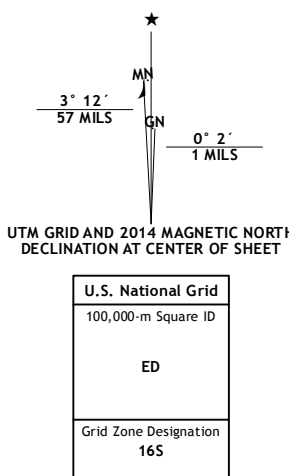 MN
3° 12´
57 MILS
GN
0° 2´
1 MILS
UTM GRID AND 2014 MAGNETIC NORTH
DECLINATION AT CENTER OF SHEET
U.S. National Grid
100,000-m Square ID
ED
Grid Zone Designation
16S